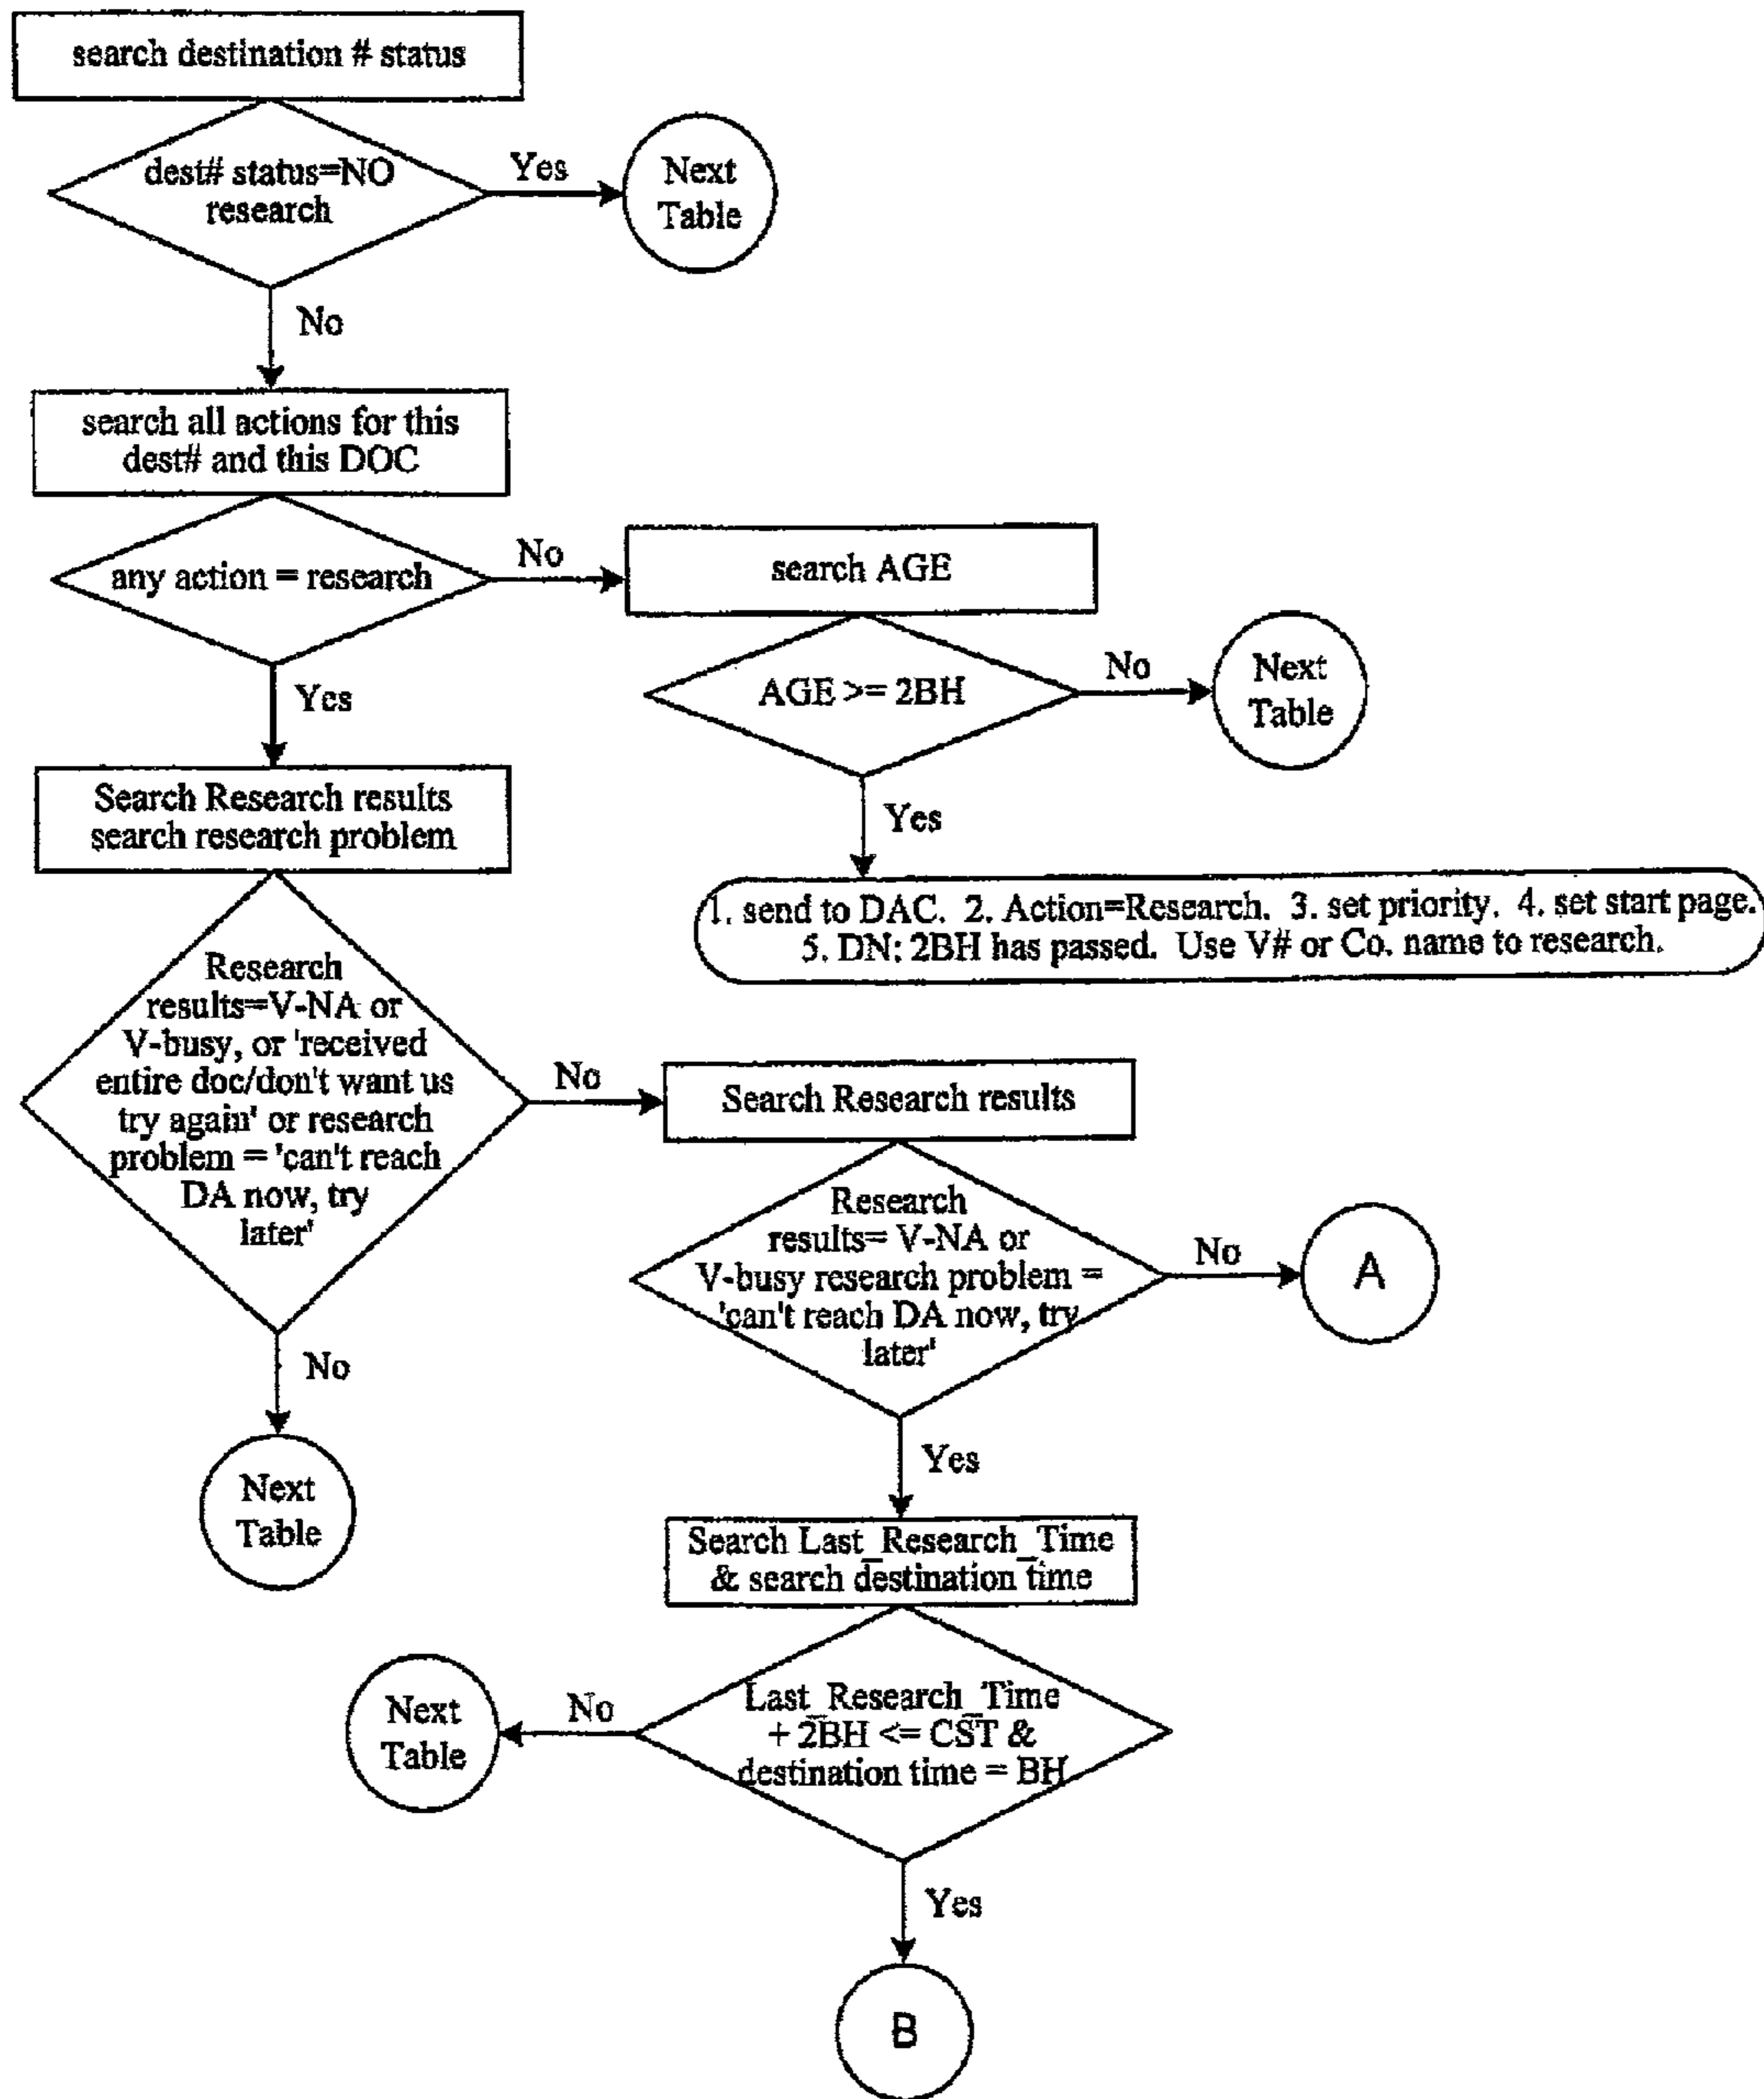 search destination # status
dest# status=NO
research
Yes
Next
Table
No
search all actions for this
dest# and this DOC
any action = research
No
search AGE
AGE >= 2BH
No
Next
Table
Yes
Yes
1. send to DAC. 2. Action=Research. 3. set priority. 4. set start page.
5. DN: 2BH has passed. Use V# or Co. name to research.
Search Research results
search research problem
Research
results=V-NA or
V-busy, or 'received
entire doc/don't want us
try again' or research
problem = 'can't reach
DA now, try
later'
No
Search Research results
Research
results= V-NA or
V-busy research problem =
'can't reach DA now, try
later'
No
A
No
Next
Table
Yes
Search Last_Research_Time
& search destination time
Last_Research_Time
+ 2BH <= CST &
destination time = BH
No
Next
Table
Yes
B